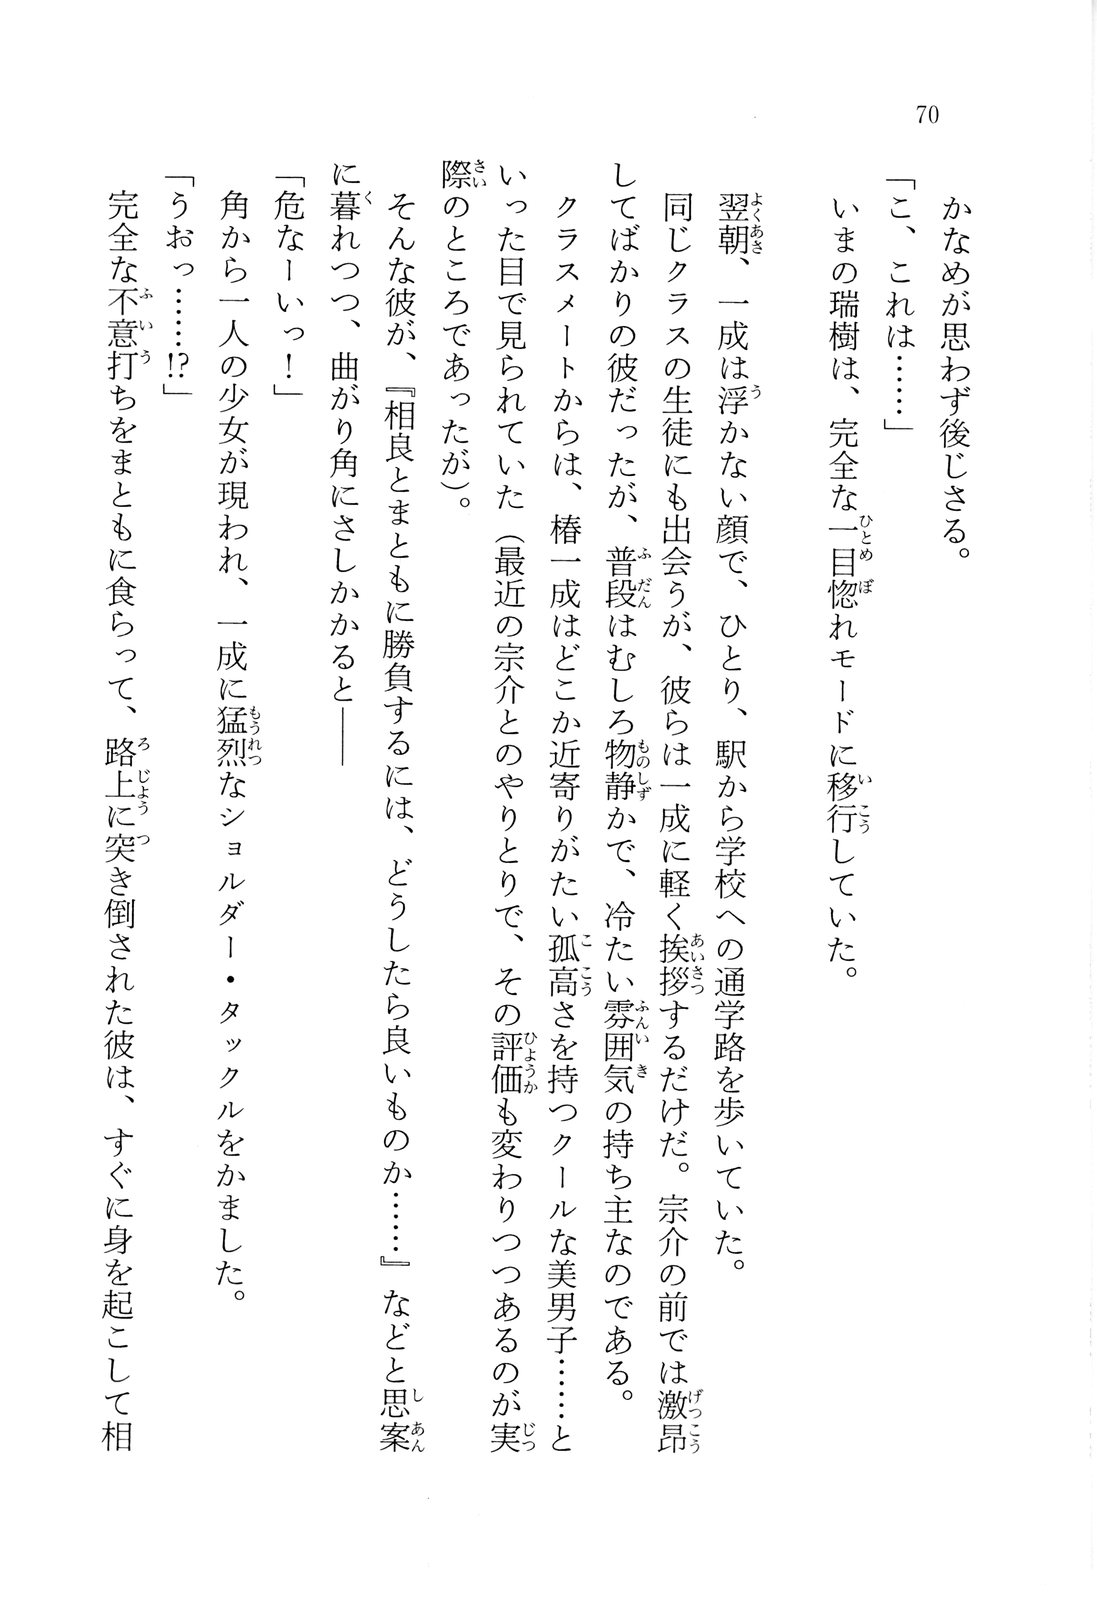 70
かなめが思わず後じさる。
「こ、これは……」
いまの瑞樹は、完全な一目惚れモードに移行していた。
翌朝、一成は浮かない顔で、ひとり、駅から学校への通学路を歩いていた。
同じクラスの生徒にも出会うが、彼らは一成に軽く挨拶するだけだ。宗介の前では激昂
してばかりの彼だったが、普段はむしろ物静かで、冷たい雰囲気の持ち主なのである。
クラスメートからは、椿一成はどこか近寄りがたい孤高さを持つクールな美男子……と
いった目で見られていた（最近の宗介とのやりとりで、その評価も変わりつつあるのが実
際のところであったが）。
そんな彼が、『相良とまともに勝負するには、どうしたら良いものか……』などと思案
に暮れつつ、曲がり角にさしかかると――
「危なーいっ！」
角から一人の少女が現われ、一成に猛烈なショルダー・タックルをかました。
「うおっ……!?」
完全な不意打ちをまともに食らって、路上に突き倒された彼は、すぐに身を起こして相